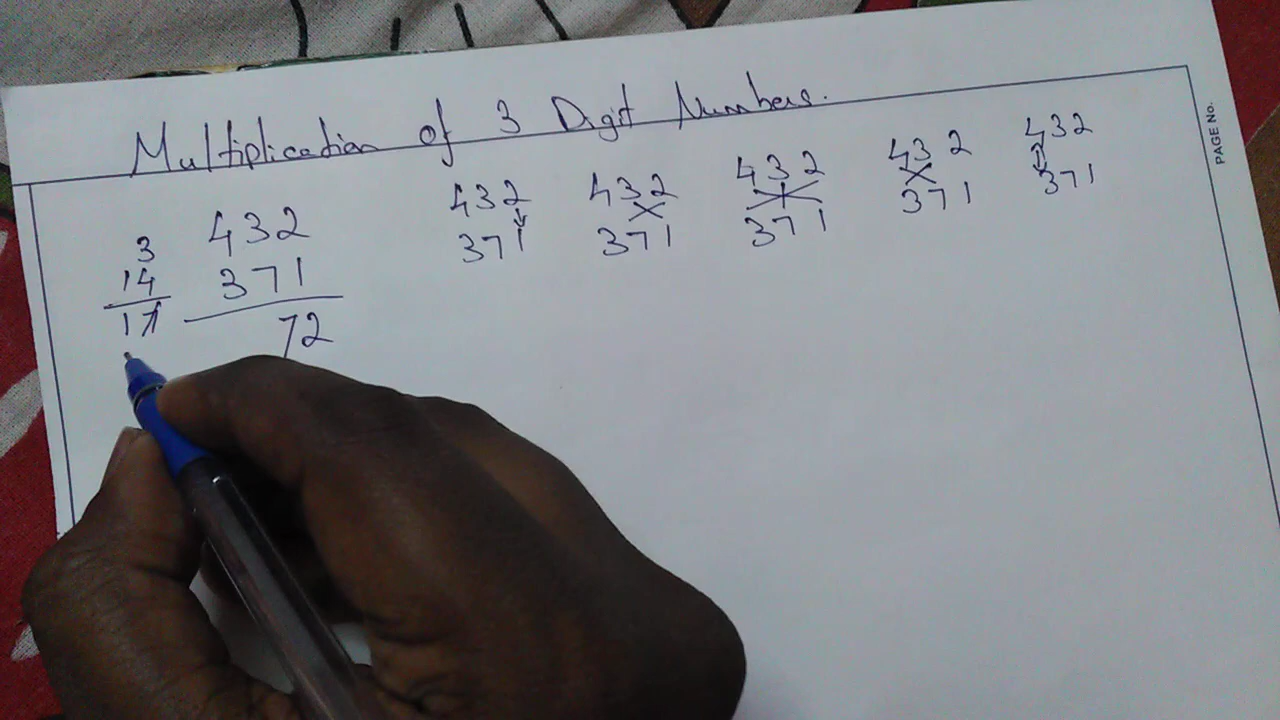 Multiplication of 3 Digit Numbers.
432 432 432 432 432
371 371 371 371 371
3 432
14 371
17 72
PAGE No.